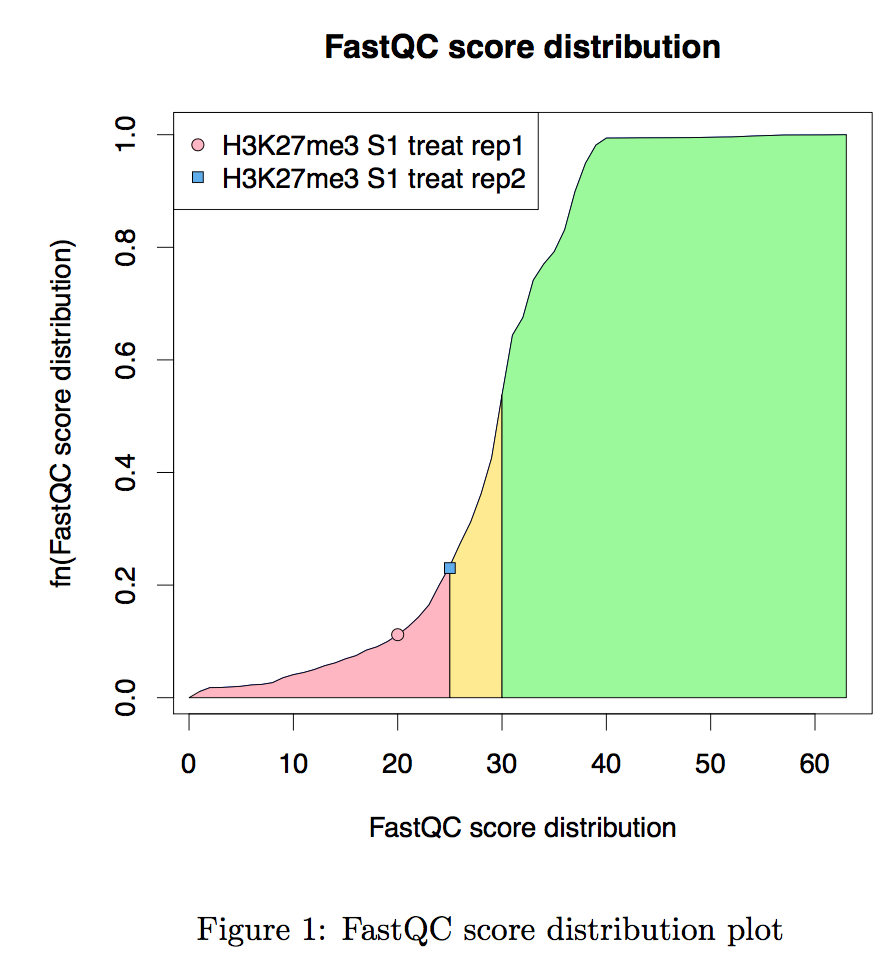 FastQC score distribution
H3K27me3 S1 treat rep1
H3K27me3 S1 treat rep2
fn(FastQC score distribution)
1.0
0.8
0.6
0.4
0.2
0.0
0 10 20 30 40 50 60
FastQC score distribution
Figure 1: FastQC score distribution plot